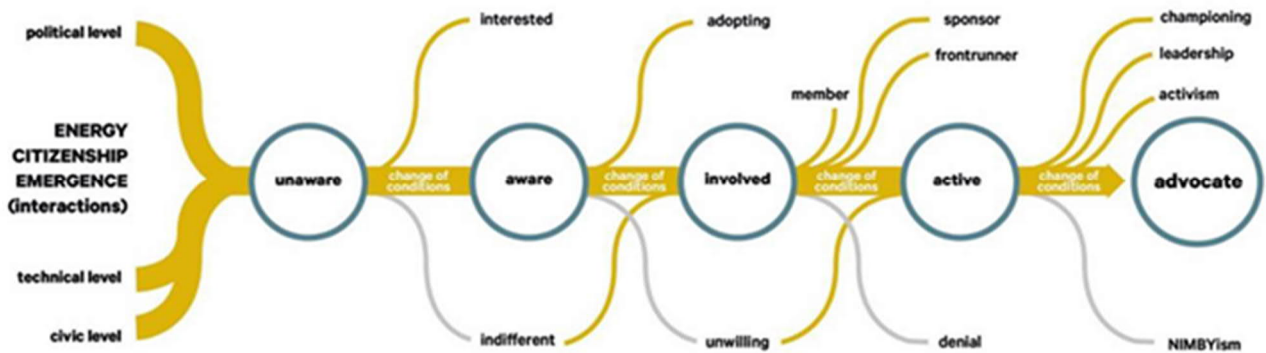 political level
ENERGY
CITIZENSHIP
EMERGENCE
(interactions)
technical level
civic level
unaware
interested
change of
conditions
indifferent
aware
adopting
change of
conditions
unwilling
involved
member
sponsor
frontrunner
change of
conditions
denial
active
championing
leadership
activism
change of
conditions
NIMBYism
advocate